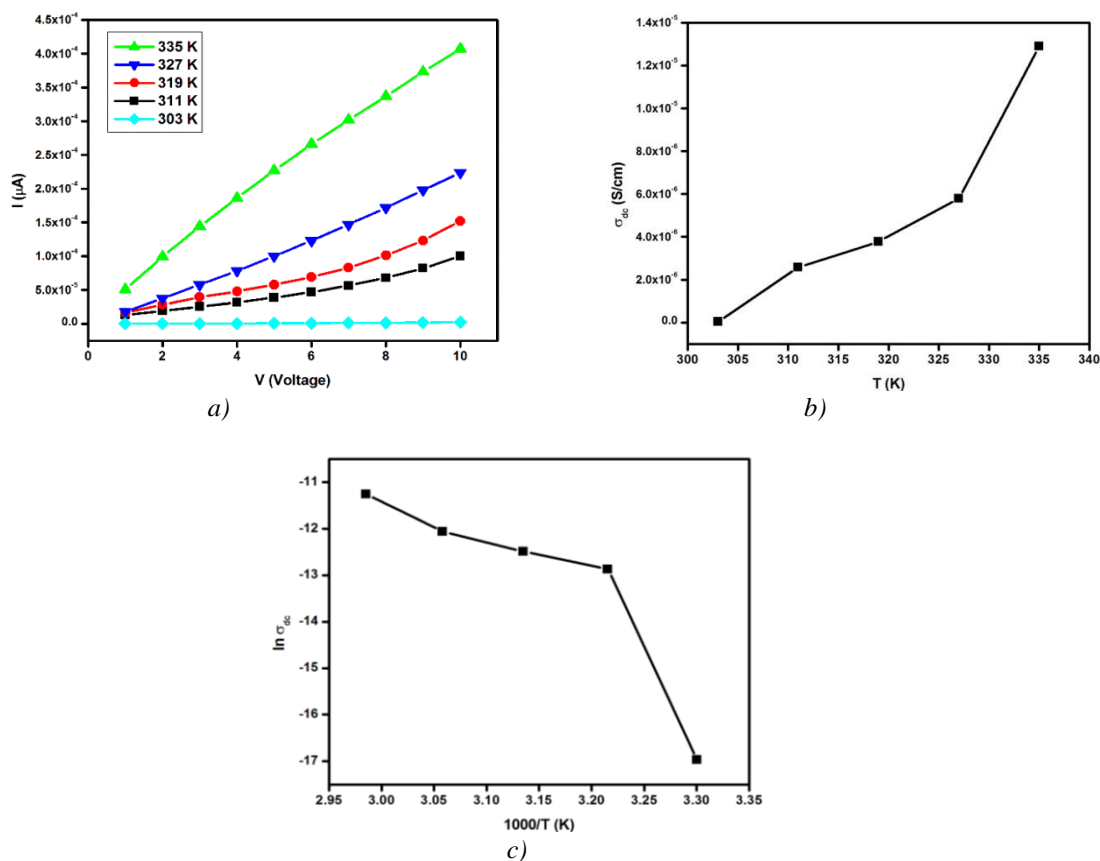 4.5x10⁻⁴
4.0x10⁻⁴
3.5x10⁻⁴
3.0x10⁻⁴
2.5x10⁻⁴
2.0x10⁻⁴
1.5x10⁻⁴
1.0x10⁻⁴
5.0x10⁻⁵
0.0
I (μA)
335 K
327 K
319 K
311 K
303 K
0 2 4 6 8 10
V (Voltage)
a)
1.4x10⁻⁵
1.2x10⁻⁵
1.0x10⁻⁵
8.0x10⁻⁶
6.0x10⁻⁶
4.0x10⁻⁶
2.0x10⁻⁶
0.0
σdc (S/cm)
300 305 310 315 320 325 330 335 340
T (K)
b)
-11
-12
-13
-14
-15
-16
-17
ln σdc
2.95 3.00 3.05 3.10 3.15 3.20 3.25 3.30 3.35
1000/T (K)
c)